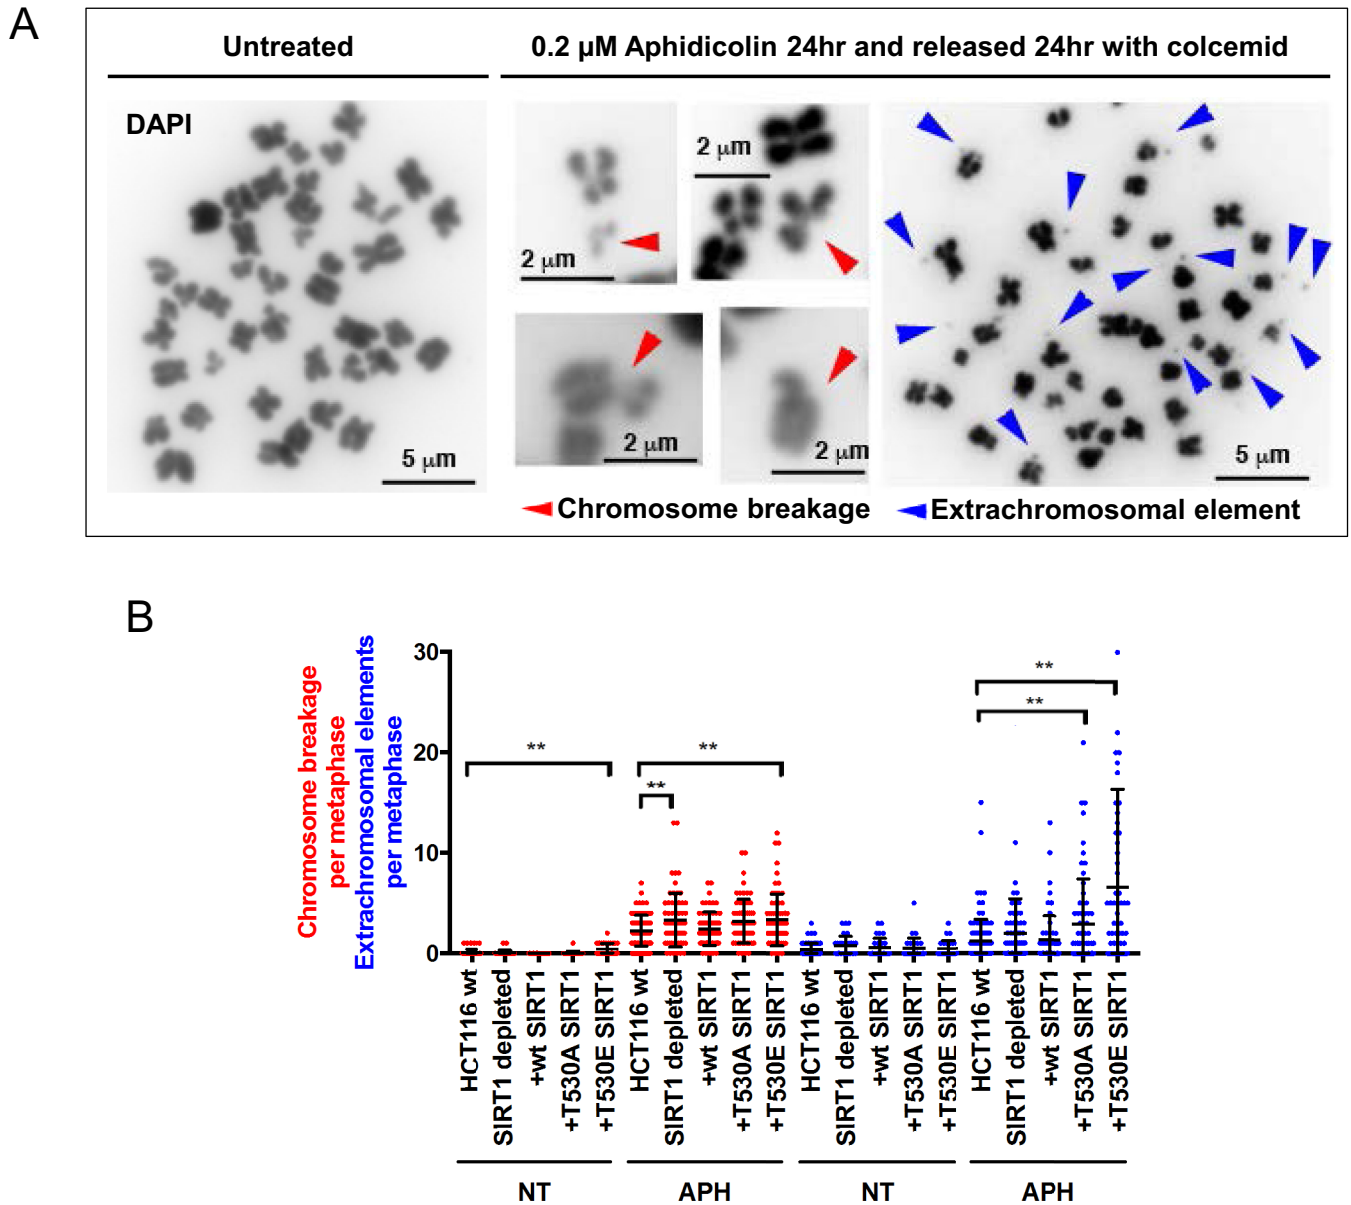 A
Untreated
0.2 µM Aphidicolin 24hr and released 24hr with colcemid
DAPI
5 µm
2 µm
2 µm
2 µm
2 µm
5 µm
Chromosome breakage
Extrachromosomal element
B
Chromosome breakage
per metaphase
Extrachromosomal elements
per metaphase
30
20
10
0
**
**
**
**
**
HCT116 wt
SIRT1 depleted
+wt SIRT1
+T530A SIRT1
+T530E SIRT1
HCT116 wt
SIRT1 depleted
+wt SIRT1
+T530A SIRT1
+T530E SIRT1
HCT116 wt
SIRT1 depleted
+wt SIRT1
+T530A SIRT1
+T530E SIRT1
HCT116 wt
SIRT1 depleted
+wt SIRT1
+T530A SIRT1
+T530E SIRT1
NT
APH
NT
APH